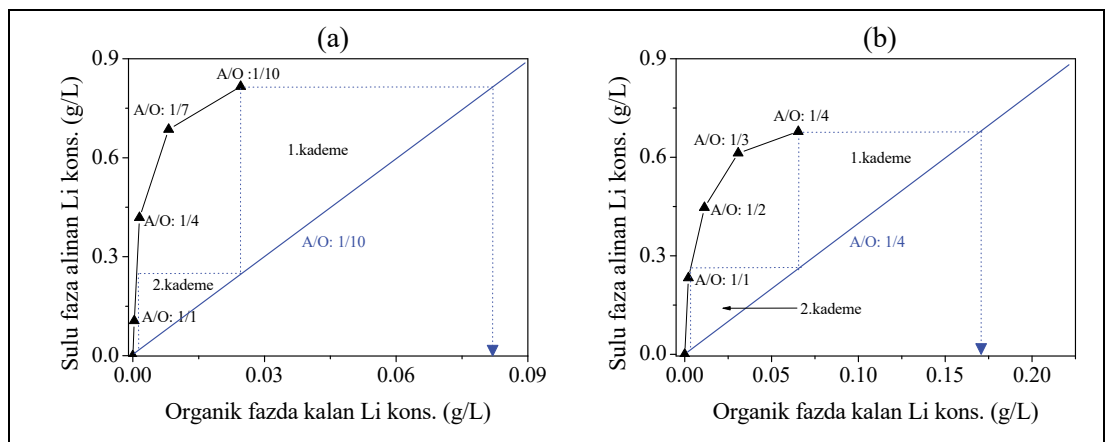 (a)
Sulu faza alinan Li kons. (g/L)
0.9
0.6
0.3
0.0
A/O :1/10
A/O: 1/7
1.kademe
A/O: 1/4
A/O: 1/10
2.kademe
A/O: 1/1
0.00
0.03
0.06
0.09
Organik fazda kalan Li kons. (g/L)
(b)
Sulu faza alinan Li kons. (g/L)
0.9
0.6
0.3
0.0
A/O: 1/4
A/O: 1/3
1.kademe
A/O: 1/2
A/O: 1/4
A/O: 1/1
2.kademe
0.00
0.05
0.10
0.15
0.20
Organik fazda kalan Li kons. (g/L)